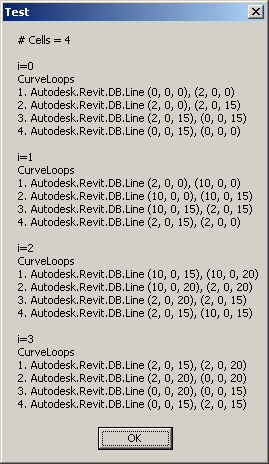 Test
# Cells = 4
i=0
CurveLoops
1. Autodesk.Revit.DB.Line (0, 0, 0), (2, 0, 0)
2. Autodesk.Revit.DB.Line (2, 0, 0), (2, 0, 15)
3. Autodesk.Revit.DB.Line (2, 0, 15), (0, 0, 15)
4. Autodesk.Revit.DB.Line (0, 0, 15), (0, 0, 0)
i=1
CurveLoops
1. Autodesk.Revit.DB.Line (2, 0, 0), (10, 0, 0)
2. Autodesk.Revit.DB.Line (10, 0, 0), (10, 0, 15)
3. Autodesk.Revit.DB.Line (10, 0, 15), (2, 0, 15)
4. Autodesk.Revit.DB.Line (2, 0, 15), (2, 0, 0)
i=2
CurveLoops
1. Autodesk.Revit.DB.Line (10, 0, 15), (10, 0, 20)
2. Autodesk.Revit.DB.Line (10, 0, 20), (2, 0, 20)
3. Autodesk.Revit.DB.Line (2, 0, 20), (2, 0, 15)
4. Autodesk.Revit.DB.Line (2, 0, 15), (10, 0, 15)
i=3
CurveLoops
1. Autodesk.Revit.DB.Line (2, 0, 15), (2, 0, 20)
2. Autodesk.Revit.DB.Line (2, 0, 20), (0, 0, 20)
3. Autodesk.Revit.DB.Line (0, 0, 20), (0, 0, 15)
4. Autodesk.Revit.DB.Line (0, 0, 15), (2, 0, 15)
OK